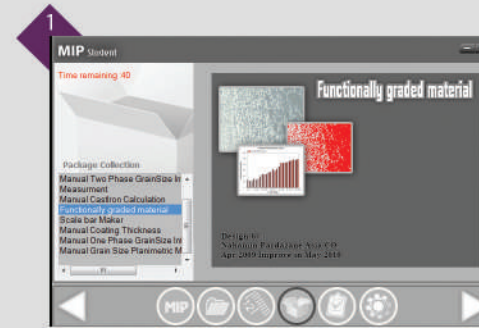 1
MIP Student
Time remaining :40
Functionally graded material
Package Collection
Manual Two Phase GrainSize In
Measurment
Manual CastIron Calculation
Functionally graded material
Scale bar Maker
Manual Coating Thickness
Manual One Phase GrainSize Int
Manual Grain Size Planimetric M
Design by
Nahamin Pardazane Asia CO
Apr 2009 Improve in May 2010
MIP